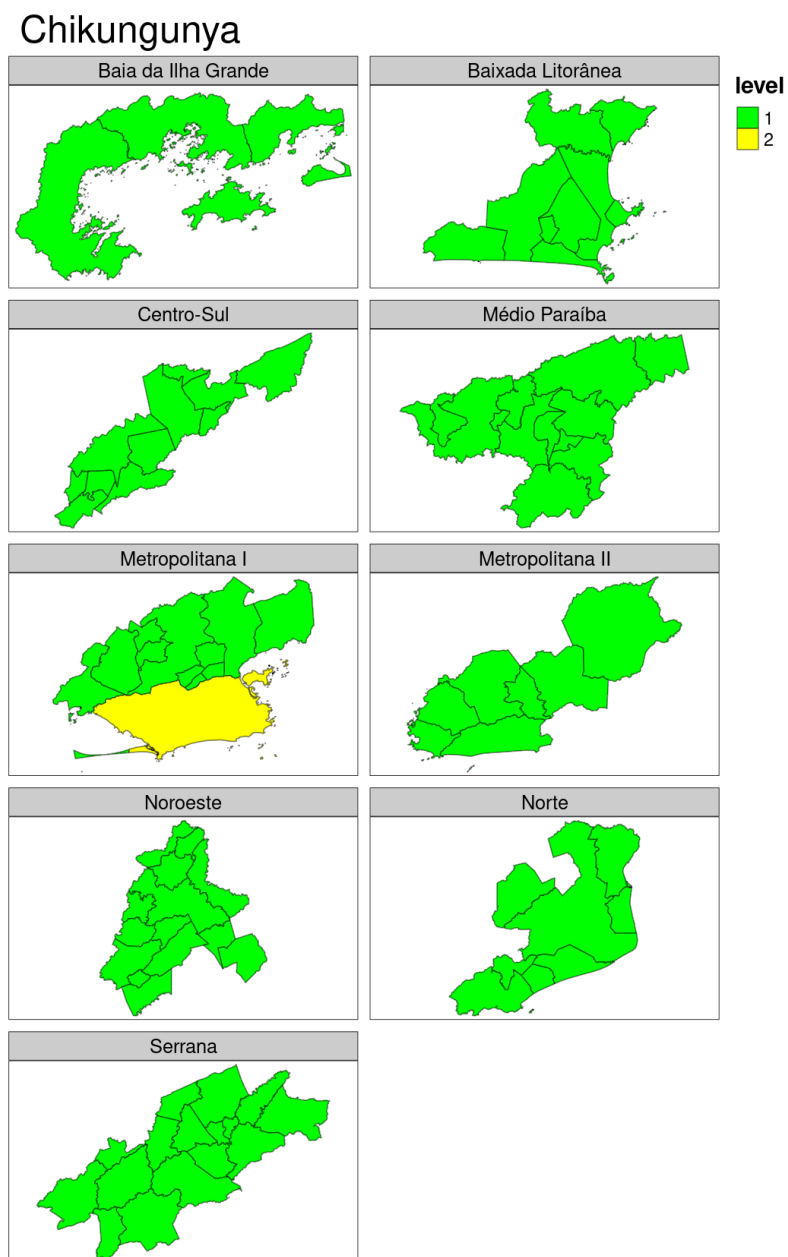 Chikungunya
Baia da Ilha Grande
Baixada Litorânea
level
1
2
Centro-Sul
Médio Paraíba
Metropolitana I
Metropolitana II
Noroeste
Norte
Serrana